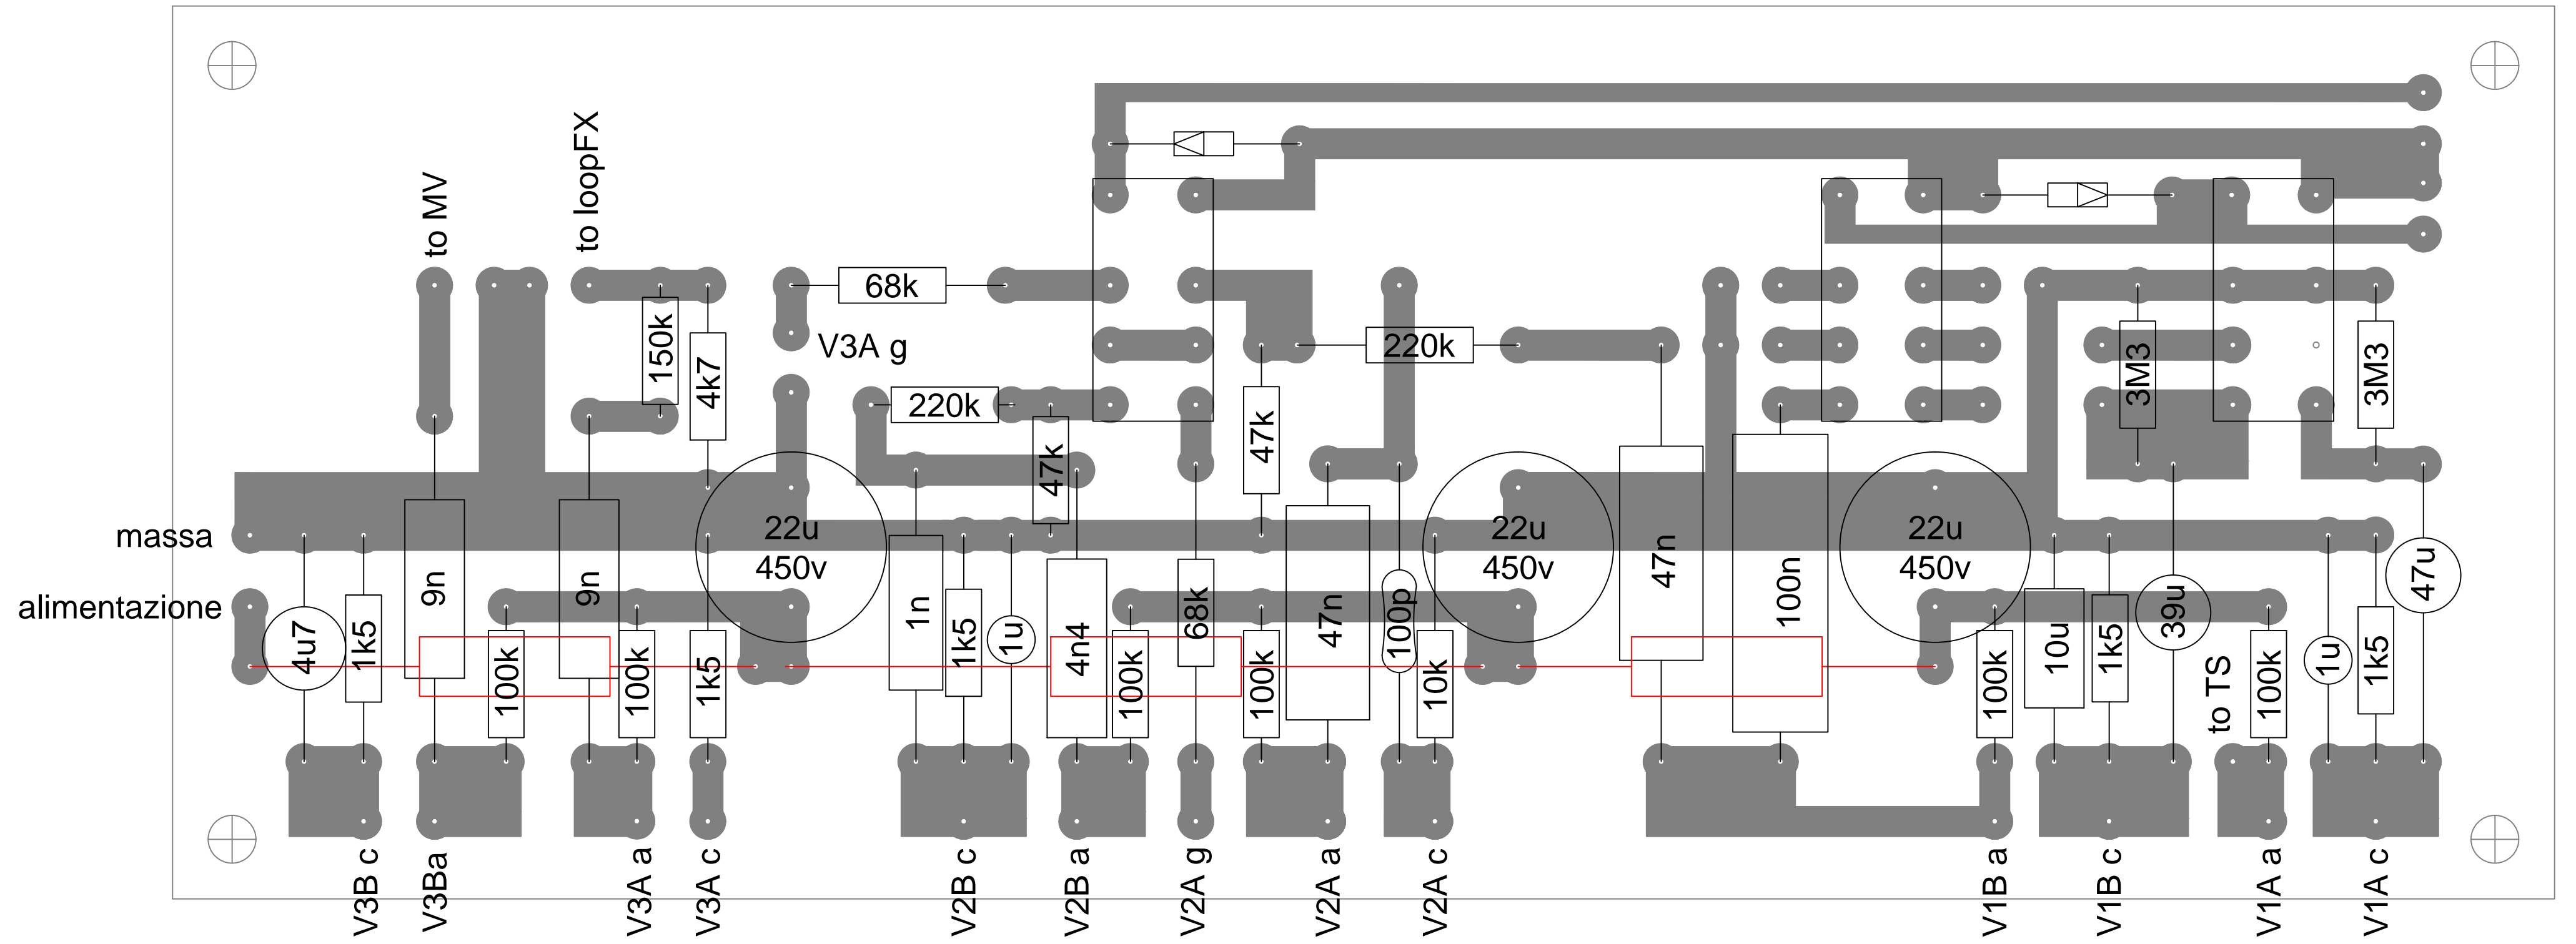 to MV
to loopFX
68k
150k
4k7
V3A g
220k
3M3
3M3
220k
47k
47k
massa
22u
450v
22u
450v
22u
450v
47n
100n
47u
alimentazione
9n
9n
1n
68k
47n
100p
39u
4u7
1k5
100k
100k
1k5
1k5
1u
4n4
100k
100k
10k
100k
10u
1k5
to TS
100k
1u
1k5
V3B c
V3Ba
V3A a
V3A c
V2B c
V2B a
V2A g
V2A a
V2A c
V1B a
V1B c
V1A a
V1A c